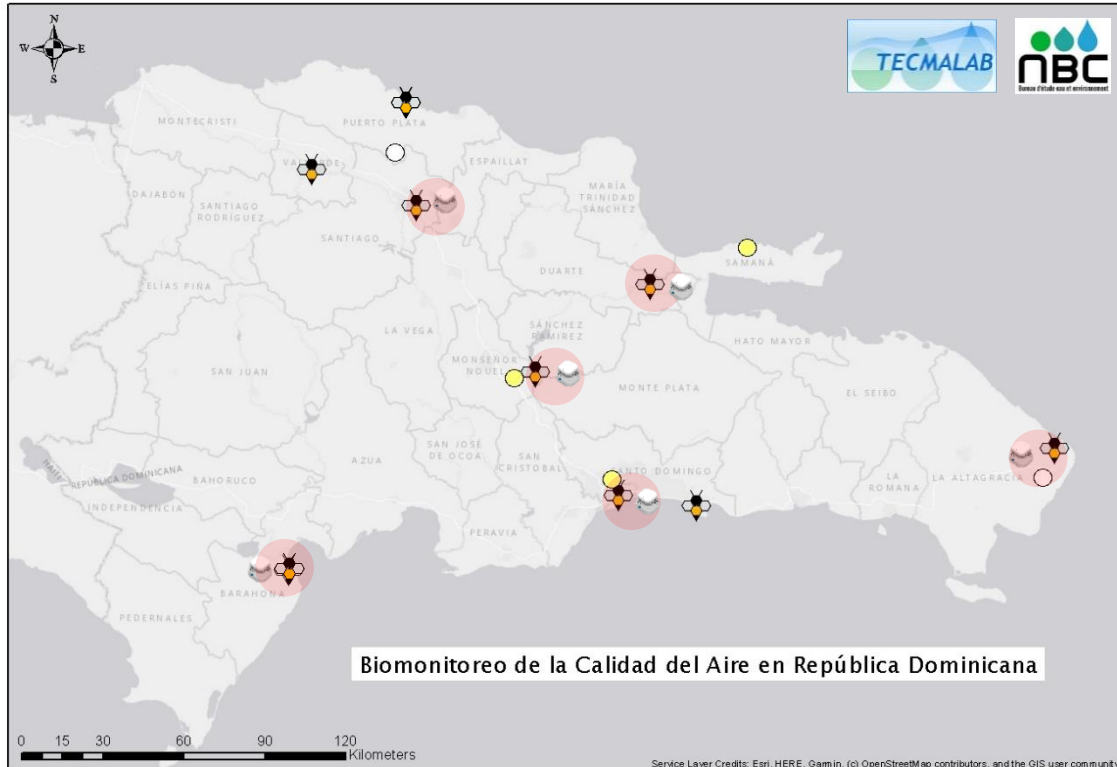 N
W E
S
TECMALAB
NBC
Bureau d'étude eau et environnement
MONTECRISTI
PUERTO PLATA
ESPAILLAT
DAJABÓN
SANTIAGO
RODRÍGUEZ
MARÍA
TRINIDAD
SÁNCHEZ
SANTIAGO
SAMANÁ
DUARTE
ELÍAS PIÑA
LA VEGA
SÁNCHEZ
RAMÍREZ
HATO MAYOR
SAN JUAN
MONSEÑOR
NOUEL
MONTE PLATA
EL SEIBO
SAN JOSÉ
DE OCOA
SAN
CRISTOBAL
AZUA
SANTO DOMINGO
LA
ROMANA
LA ALTAGRACIA
HAITÍ
REPÚBLICA DOMINICANA
BAHORUCO
INDEPENDENCIA
PERAVIA
BARAHONA
PEDERNALES
Biomonitoreo de la Calidad del Aire en República Dominicana
0 15 30 60 90 120
Kilometers
Service Layer Credits: Esri, HERE, Garmin, (c) OpenStreetMap contributors, and the GIS user community